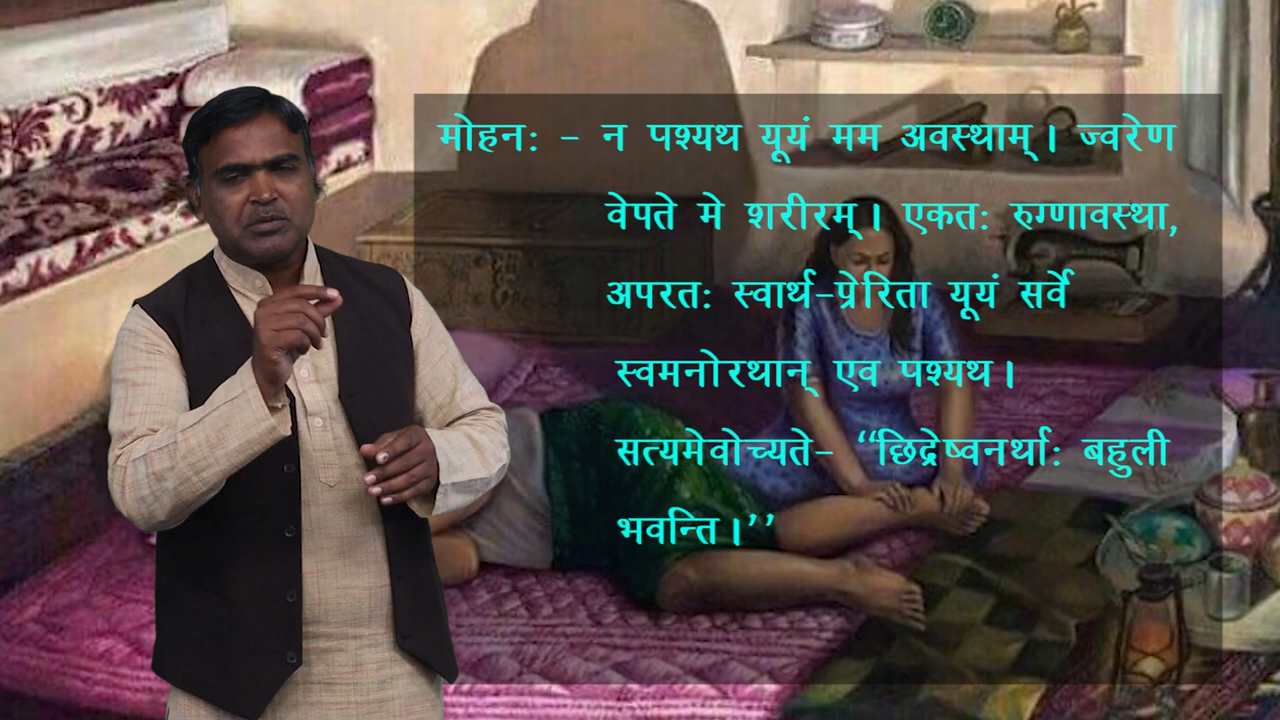 मोहनः - न पश्यथ यूयं मम अवस्थाम्। ज्वरेण
वेपते मे शरीरम्। एकतः रुग्णावस्था,
अपरतः स्वार्थ-प्रेरिता यूयं सर्वे
स्वमनोरथान् एव पश्यथ।
सत्यमेवोच्यते- “छिद्रेष्वनर्थाः बहुली
भवन्ति।’’